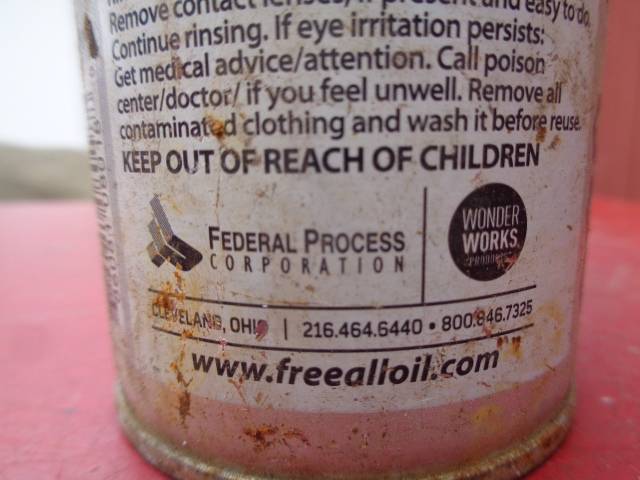 Remove contact lenses, if present and easy to do.
Continue rinsing. If eye irritation persists:
Get medical advice/attention. Call poison
center/doctor/ if you feel unwell. Remove all
contaminated clothing and wash it before reuse.
KEEP OUT OF REACH OF CHILDREN
FEDERAL PROCESS
CORPORATION
WONDER
WORKS
PRODUCTS
CLEVELAND, OHIO | 216.464.6440 • 800.846.7325
www.freealloil.com